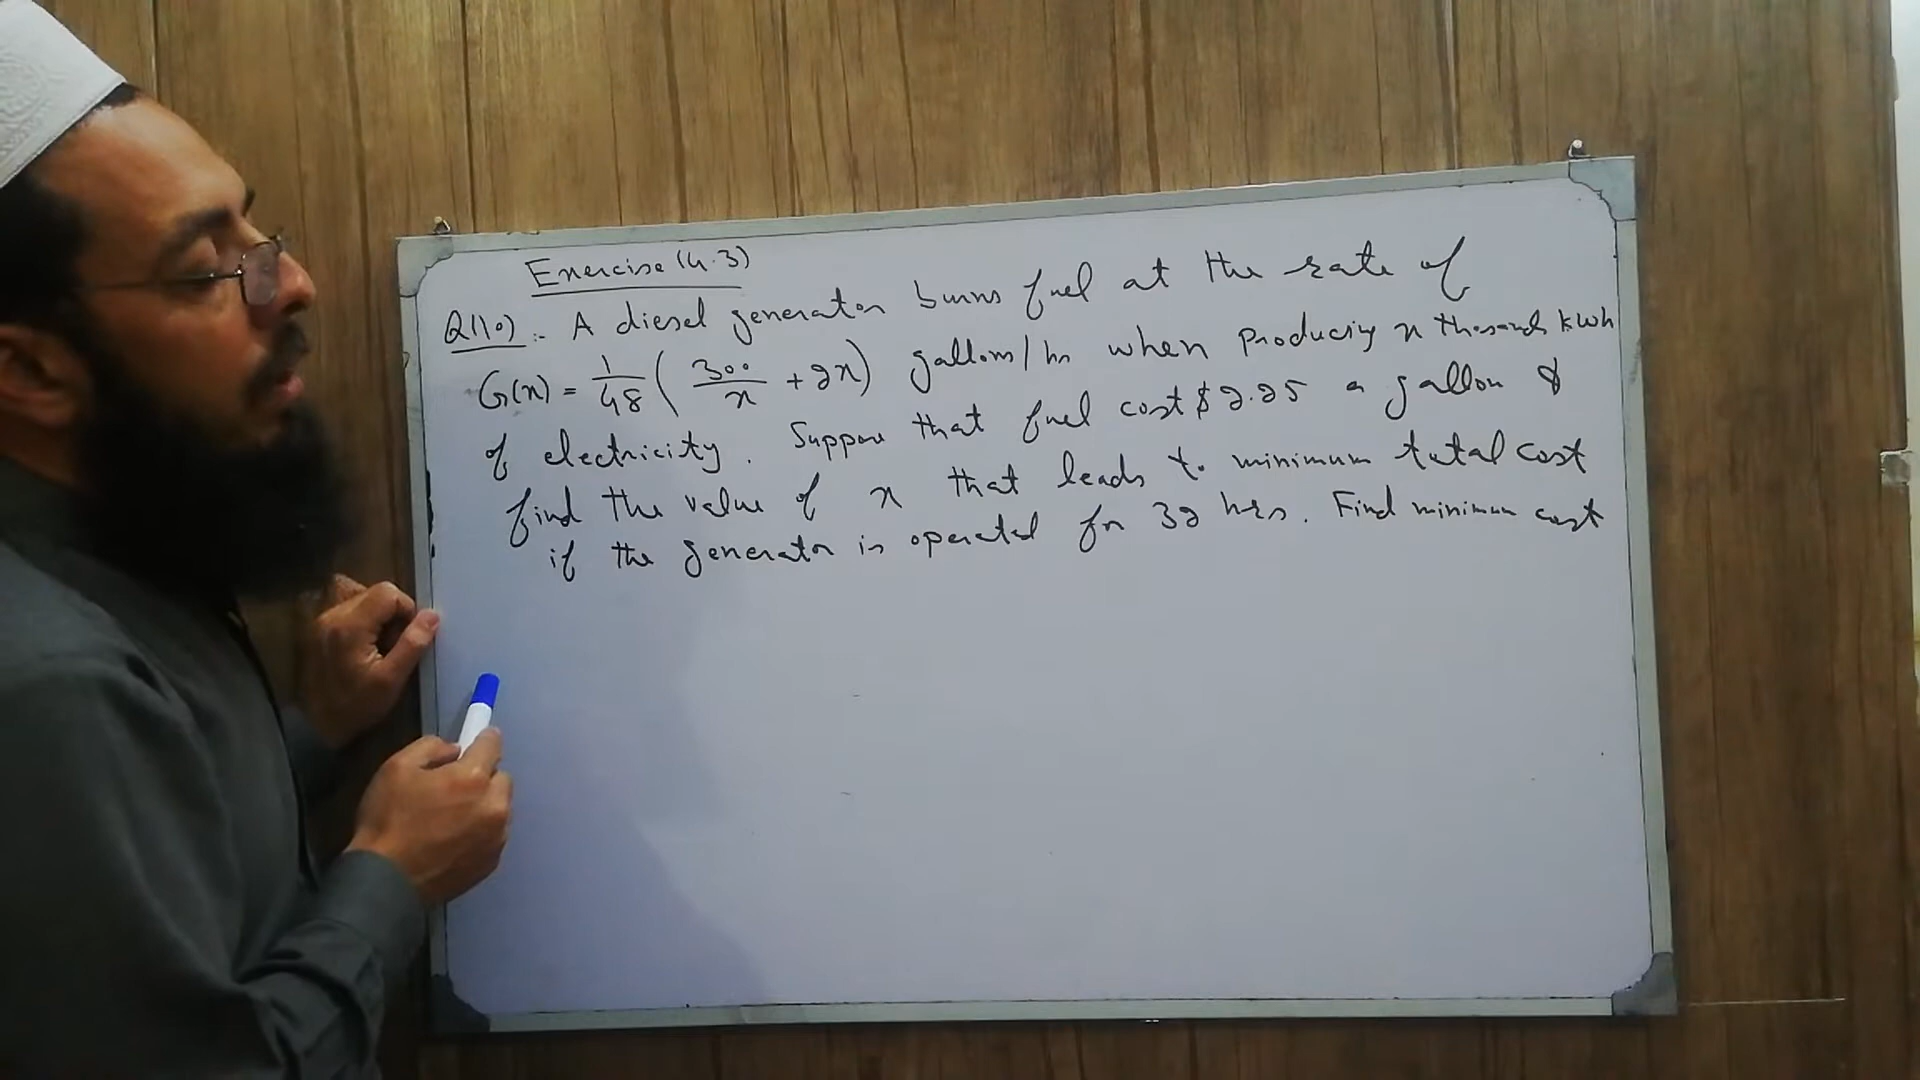 Exercise (4.3)
Q(10) :- A diesel generator burns fuel at the rate of
G(x) = 1/48 ( 300/x + 2x ) gallons/hr when producing x thousands kWh
of electricity. Suppose that fuel cost $2.25 a gallon &
find the value of x that leads to minimum total cost
if the generator is operated for 32 hrs. Find minimum cost